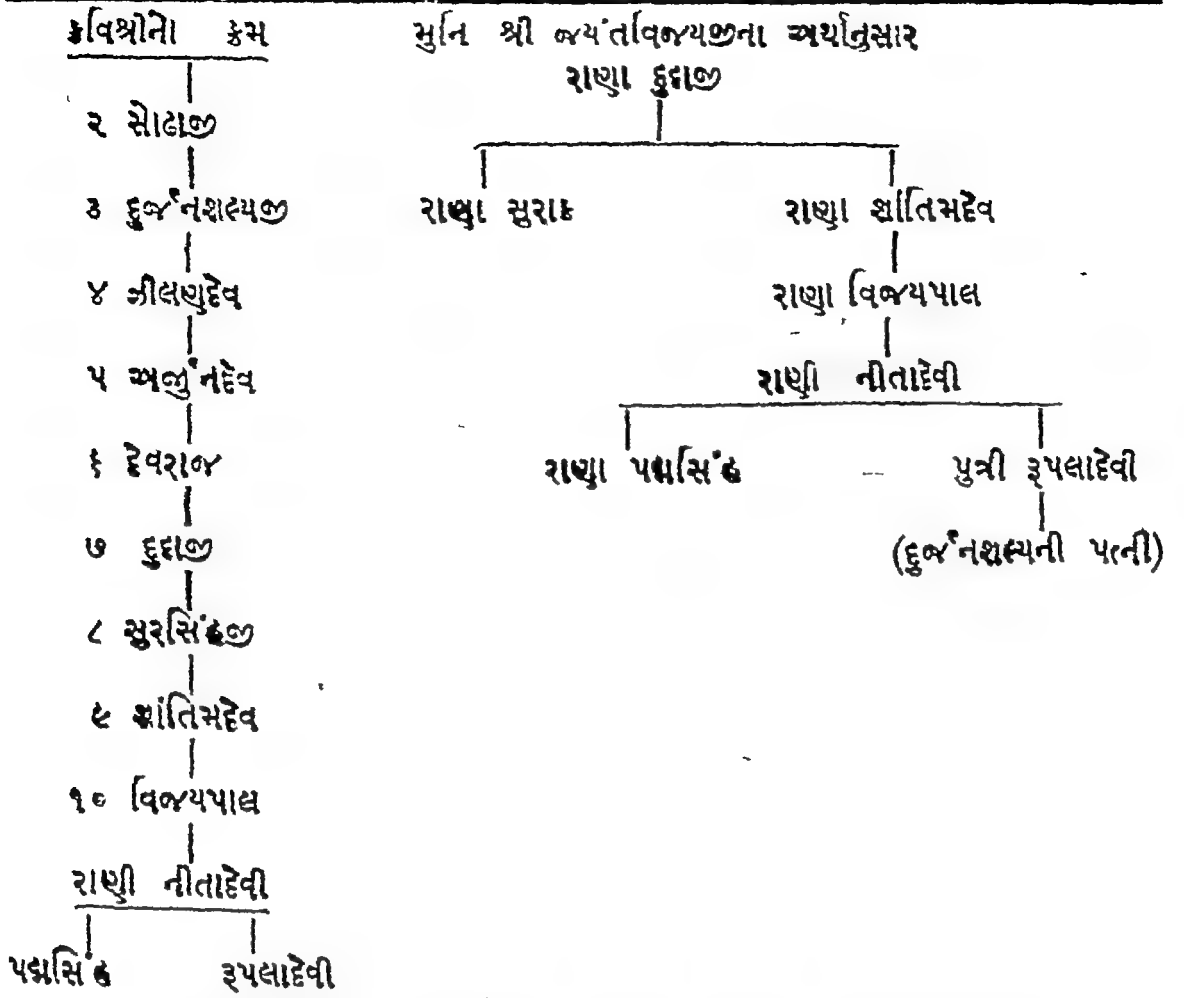 કવિશ્રીનો ક્રમ
૨ સોઢાજી
૩ દુર્જનશલ્યજી
૪ ઝીલણદેવ
૫ અર્જુનદેવ
૬ દેવરાજ
૭ દુદાજી
૮ સુરસિંહજી
૯ શાંતિમદેવ
૧૦ વિજયપાલ
રાણી નીતાદેવી
પદ્મસિંહ રૂપલાદેવી
મુનિ શ્રી જયંતવિજયજીના અર્થાનુસાર
રાણા દુદાજી
રાણા સુરાક રાણા શાંતિમદેવ
રાણા વિજયપાલ
રાણી નીતાદેવી
રાણા પદ્મસિંહ પુત્રી રૂપલાદેવી
(દુર્જનશલ્યની પત્ની)